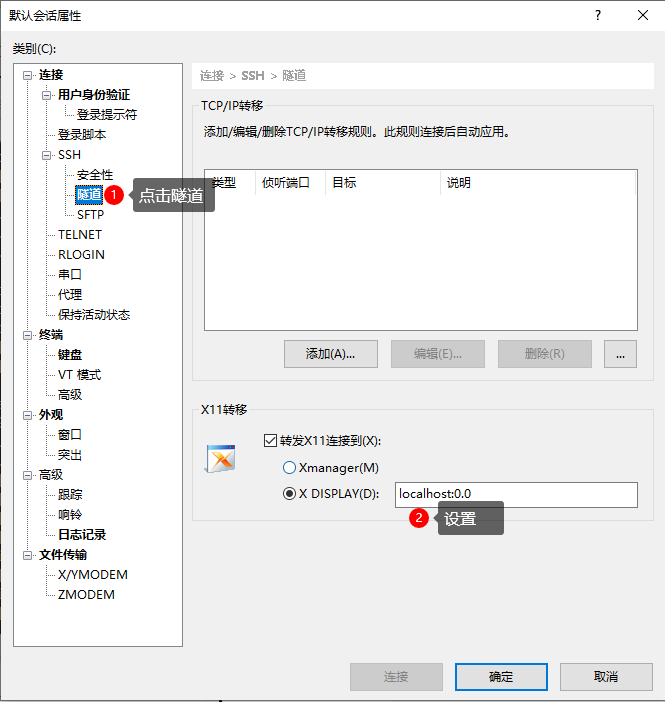 默认会话属性
类别(C):
连接
用户身份验证
登录提示符
登录脚本
SSH
安全性
隧道
1
点击隧道
SFTP
TELNET
RLOGIN
串口
代理
保持活动状态
终端
键盘
VT 模式
高级
外观
窗口
突出
高级
跟踪
响铃
日志记录
文件传输
X/YMODEM
ZMODEM
连接 > SSH > 隧道
TCP/IP转移
添加/编辑/删除TCP/IP转移规则。此规则连接后自动应用。
类型 侦听端口 目标 说明
添加(A)... 编辑(E)... 删除(R) ...
X11转移
转发X11连接到(X):
Xmanager(M)
X DISPLAY(D): localhost:0.0
2 设置
连接 确定 取消